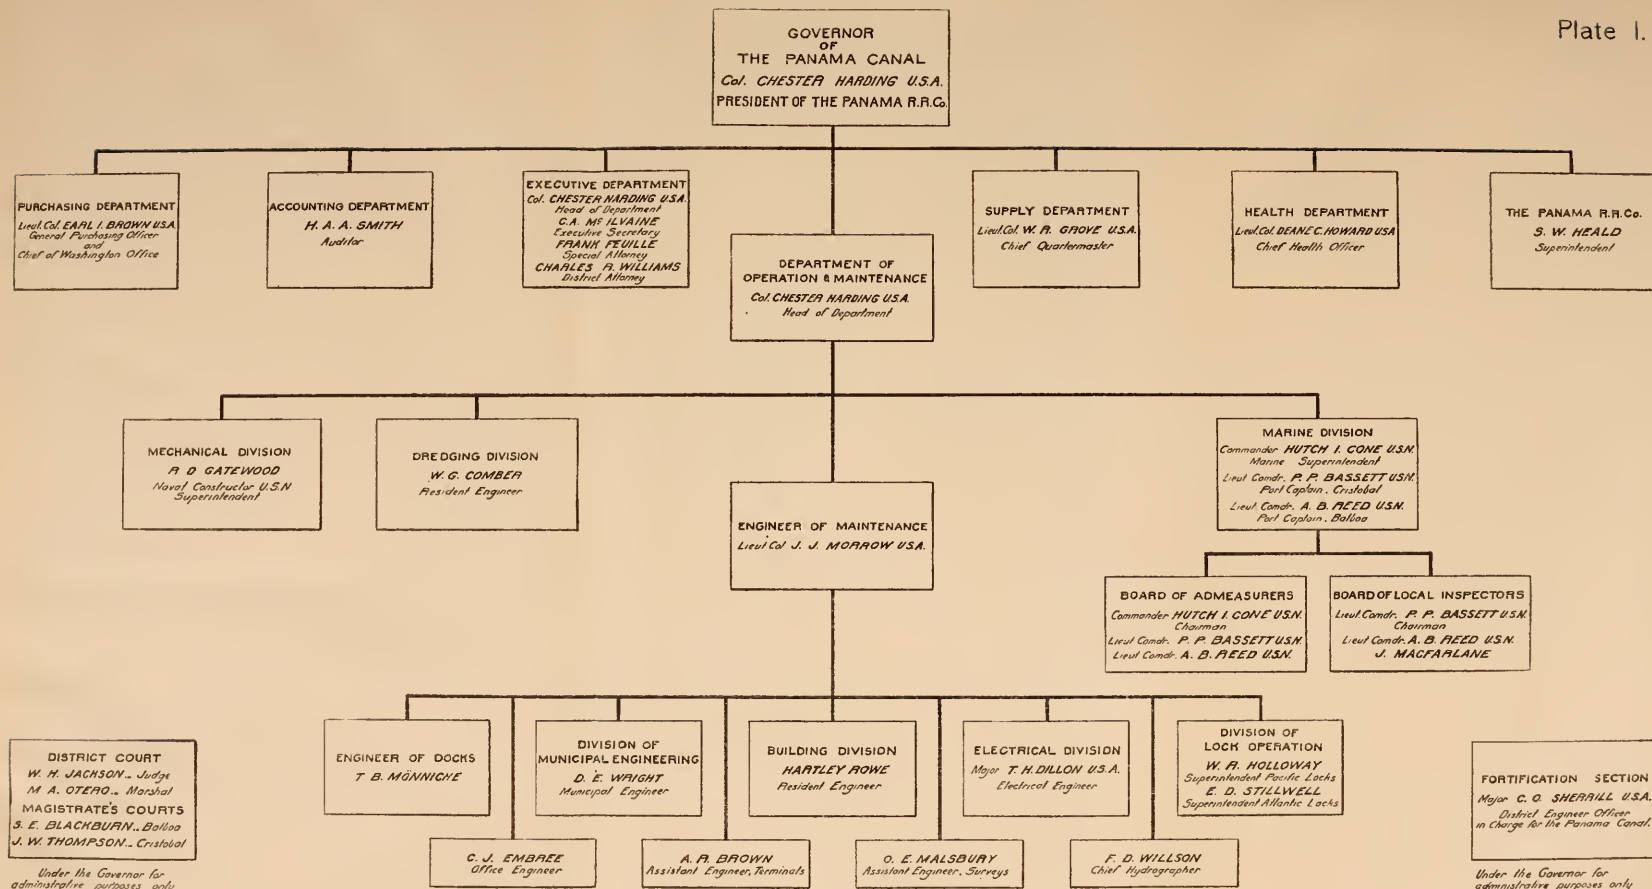 Plate I.
GOVERNOR
OF
THE PANAMA CANAL
Col. CHESTER HARDING U.S.A.
PRESIDENT OF THE PANAMA R.R.Co.
PURCHASING DEPARTMENT
Lieut. Col. EARL I. BROWN U.S.A.
General Purchasing Officer
and
Chief of Washington Office
ACCOUNTING DEPARTMENT
H. A. A. SMITH
Auditor
EXECUTIVE DEPARTMENT
Col. CHESTER HARDING U.S.A.
Head of Department
C.A. Mc ILVAINE
Executive Secretary
FRANK FEUILLE
Special Attorney
CHARLES R. WILLIAMS
District Attorney
DEPARTMENT OF
OPERATION & MAINTENANCE
Col. CHESTER HARDING U.S.A.
Head of Department
SUPPLY DEPARTMENT
Lieut. Col. W. R. GROVE U.S.A.
Chief Quartermaster
HEALTH DEPARTMENT
Lieut. Col. DEANE C. HOWARD USA
Chief Health Officer
THE PANAMA R.R.Co.
S. W. HEALD
Superintendent
MECHANICAL DIVISION
R D GATEWOOD
Naval Constructor U.S.N
Superintendent
DREDGING DIVISION
W. G. COMBER
Resident Engineer
ENGINEER OF MAINTENANCE
Lieut Col J. J. MORROW U.S.A.
MARINE DIVISION
Commander HUTCH I. CONE U.S.N.
Marine Superintendent
Lieut Comdr. P. P. BASSETT U.S.N.
Port Captain, Cristobal
Lieut. Comdr. A. B. REED U.S.N.
Port Captain, Balboa
BOARD OF ADMEASURERS
Commander HUTCH I. CONE U.S.N.
Chairman
Lieut Comdr. P. P. BASSETT U.S.N.
Lieut Comdr. A. B. REED U.S.N.
BOARD OF LOCAL INSPECTORS
Lieut. Comdr. P. P. BASSETT U.S.N.
Chairman
Lieut Comdr. A. B. REED U.S.N.
J. MACFARLANE
ENGINEER OF DOCKS
T B. MÖNNICHE
DIVISION OF
MUNICIPAL ENGINEERING
D. E. WRIGHT
Municipal Engineer
BUILDING DIVISION
HARTLEY ROWE
Resident Engineer
ELECTRICAL DIVISION
Major T. H. DILLON U.S.A.
Electrical Engineer
DIVISION OF
LOCK OPERATION
W. R. HOLLOWAY
Superintendent Pacific Locks
E. D. STILLWELL
Superintendent Atlantic Locks
C. J. EMBREE
Office Engineer
A. R. BROWN
Assistant Engineer, Terminals
O. E. MALSBURY
Assistant Engineer, Surveys
F. D. WILLSON
Chief Hydrographer
DISTRICT COURT
W. H. JACKSON... Judge
M A. OTERO... Marshal
MAGISTRATE'S COURTS
S. E. BLACKBURN... Balboa
J. W. THOMPSON... Cristobal
Under the Governor for
administrative purposes only
FORTIFICATION SECTION
Major C. O. SHERRILL U.S.A.
District Engineer Officer
in Charge for the Panama Canal.
Under the Governor for
administrative purposes only